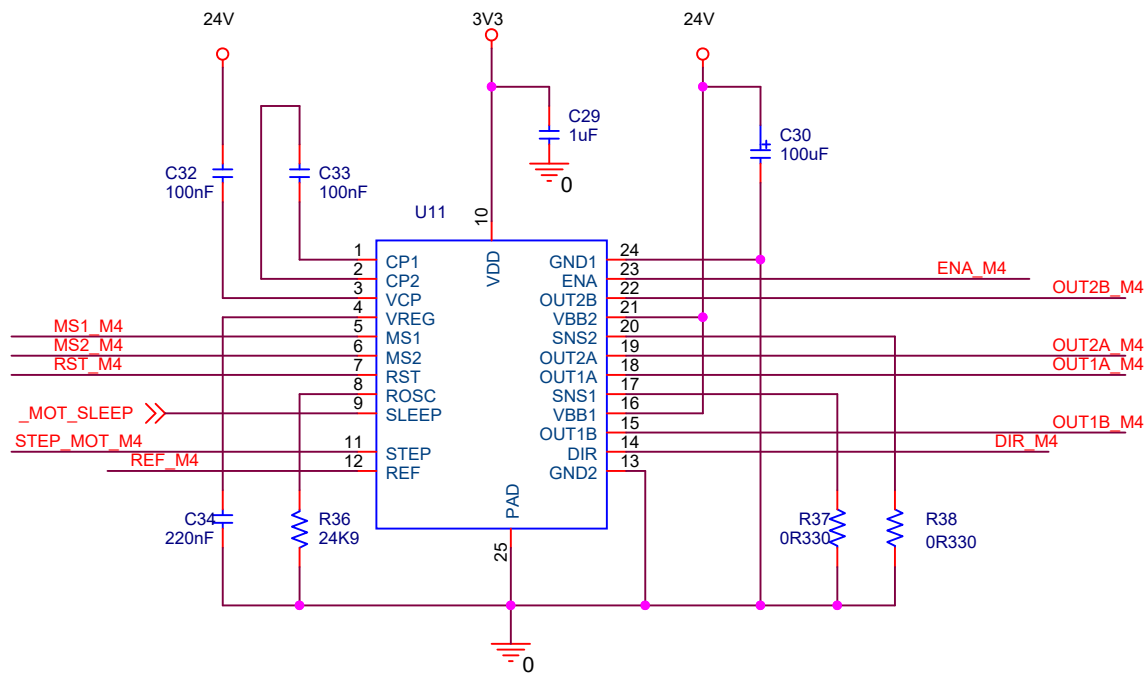 24V
3V3
24V
C29
1uF
0
C30
100uF
C32
100nF
C33
100nF
U11
10
VDD
1
CP1
2
CP2
3
VCP
4
VREG
5
MS1
6
MS2
7
RST
8
ROSC
9
SLEEP
11
STEP
12
REF
24
GND1
23
ENA
22
OUT2B
21
VBB2
20
SNS2
19
OUT2A
18
OUT1A
17
SNS1
16
VBB1
15
OUT1B
14
DIR
13
GND2
PAD
25
MS1_M4
MS2_M4
RST_M4
_MOT_SLEEP
STEP_MOT_M4
REF_M4
ENA_M4
OUT2B_M4
OUT2A_M4
OUT1A_M4
OUT1B_M4
DIR_M4
C34
220nF
R36
24K9
R37
0R330
R38
0R330
0